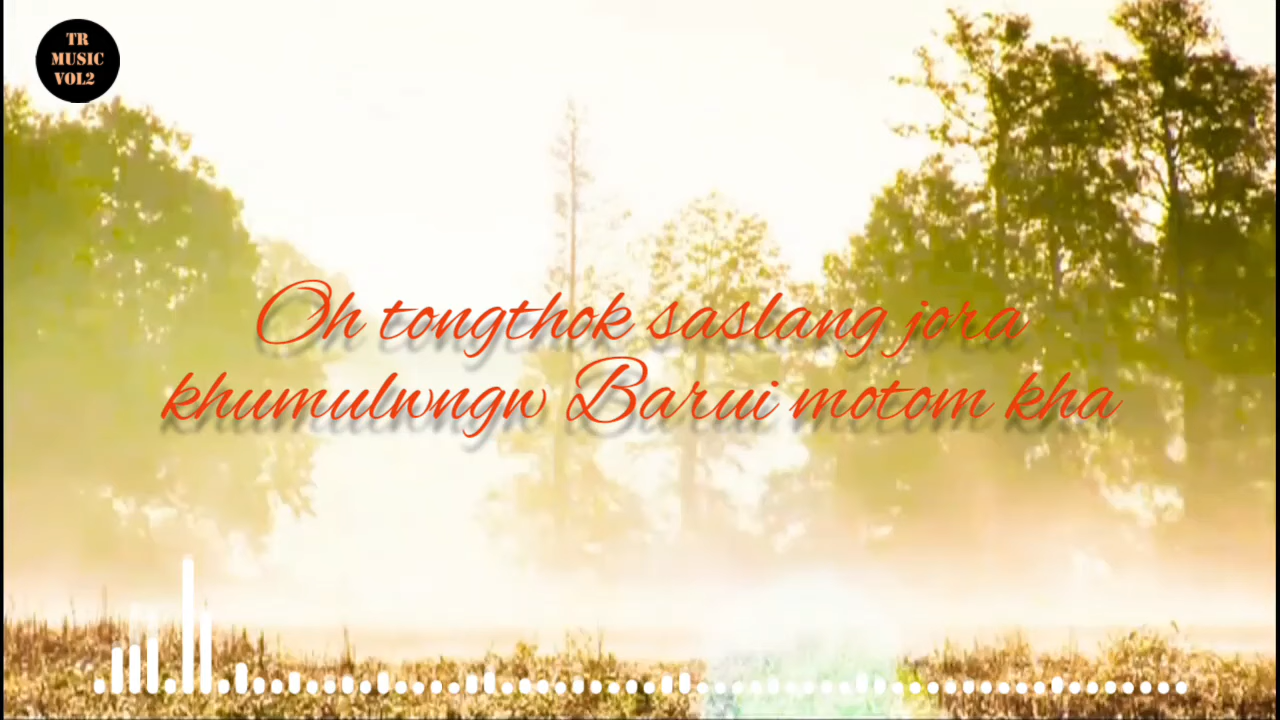 TR
MUSIC
VOL2
Oh tongthok saslang jora
khumulwngw Barui motom kha